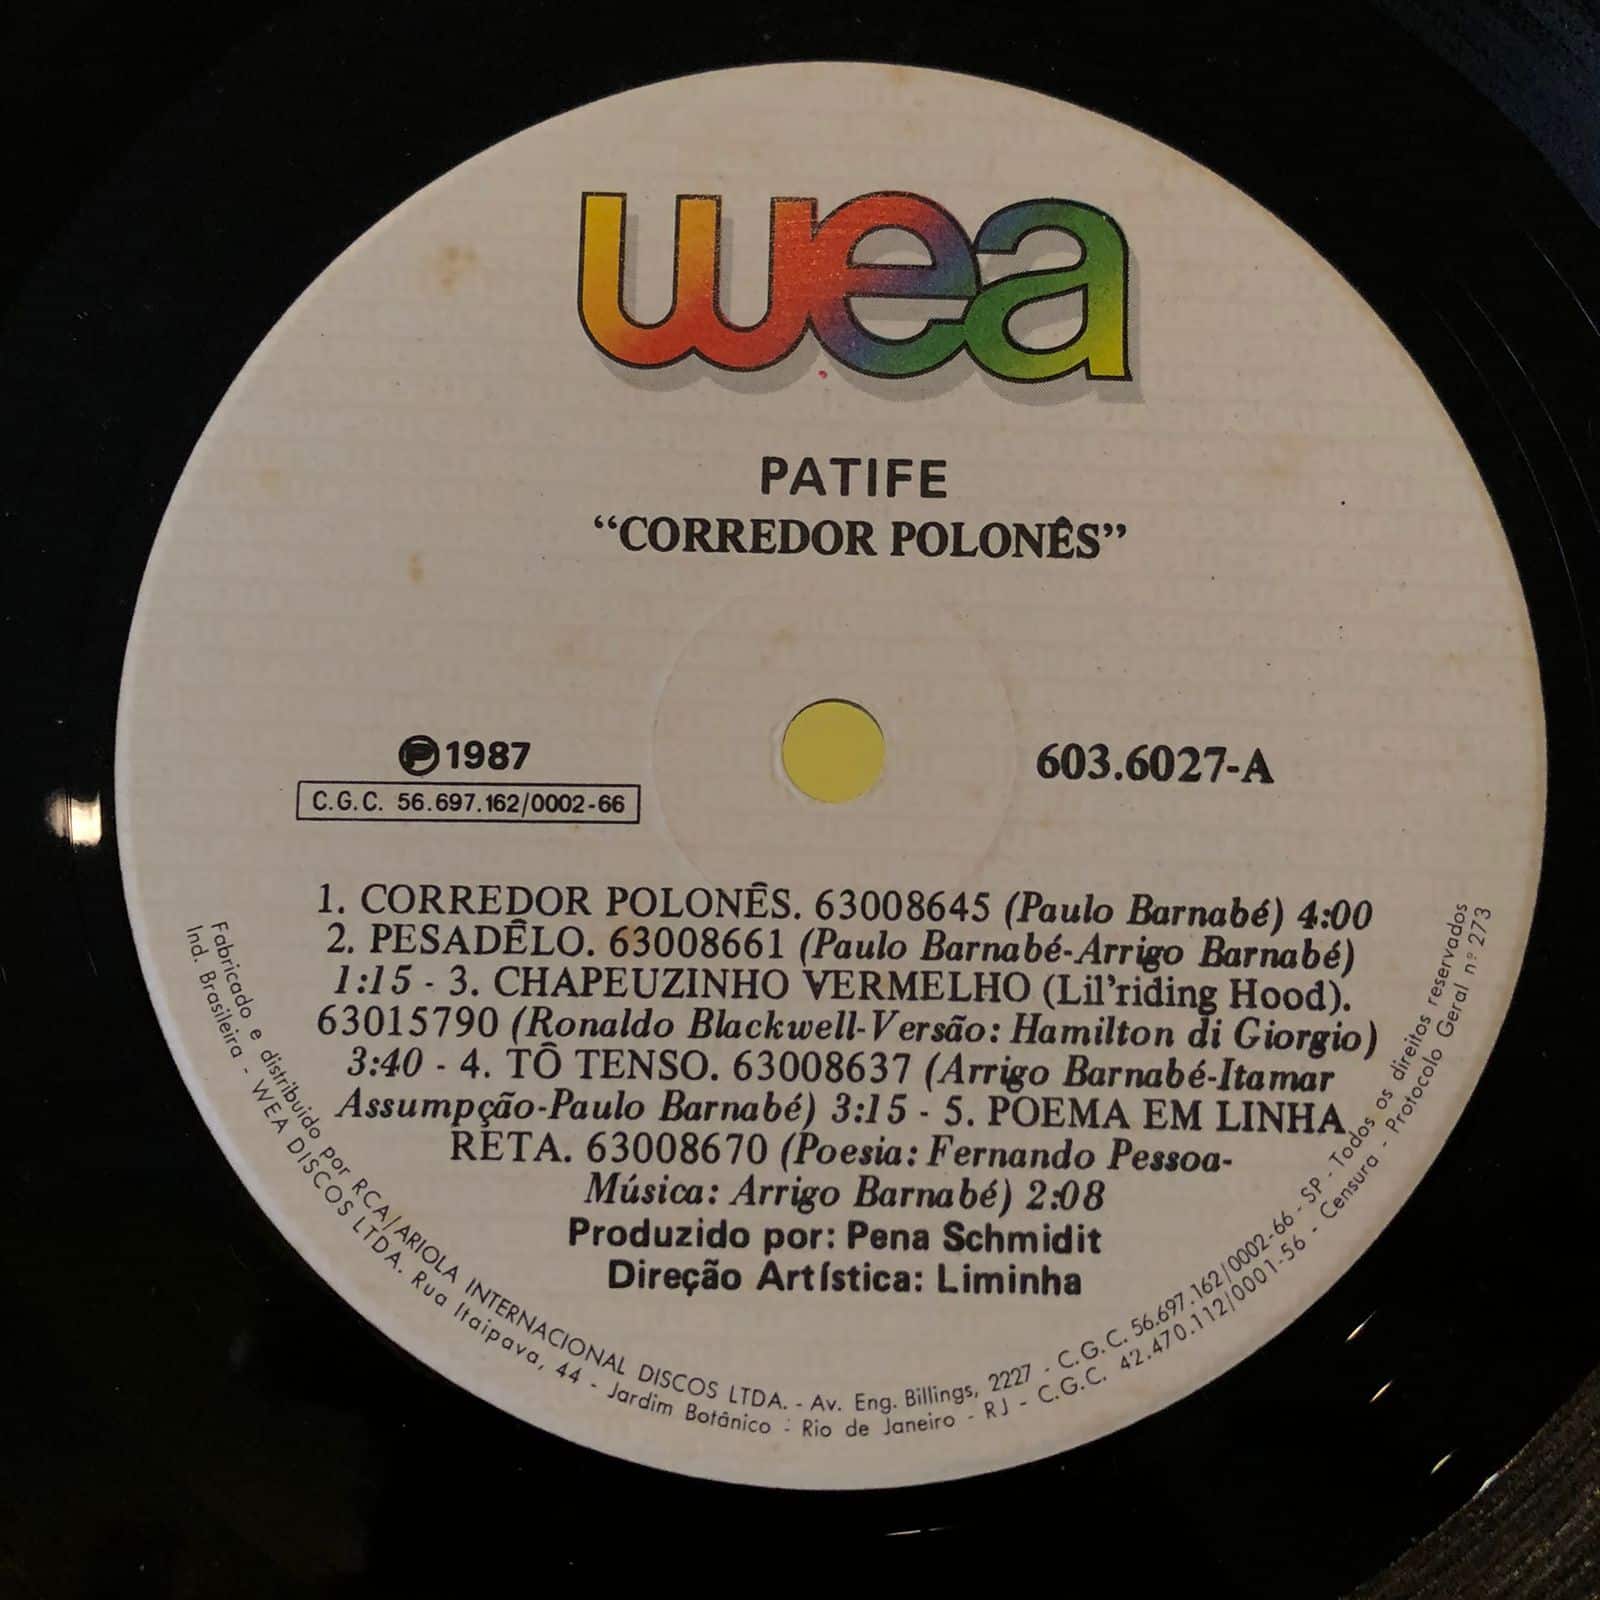 wea
PATIFE
“CORREDOR POLONÊS”
Ⓟ1987
C.G.C. 56.697.162/0002-66
603.6027-A
1. CORREDOR POLONÊS. 63008645 (Paulo Barnabé) 4:00
2. PESADÊLO. 63008661 (Paulo Barnabé-Arrigo Barnabé)
1:15 - 3. CHAPEUZINHO VERMELHO (Lil’riding Hood).
63015790 (Ronaldo Blackwell-Versão: Hamilton di Giorgio)
3:40 - 4. TÔ TENSO. 63008637 (Arrigo Barnabé-Itamar
Assumpção-Paulo Barnabé) 3:15 - 5. POEMA EM LINHA
RETA. 63008670 (Poesia: Fernando Pessoa-
Música: Arrigo Barnabé) 2:08
Produzido por: Pena Schmidit
Direção Artística: Liminha
Fabricado e distribuído por RCA/ARIOLA INTERNACIONAL DISCOS LTDA. - Av. Eng. Billings, 2227 - C.G.C. 56.697.162/0002-66 - SP - Todos os direitos reservados
Ind. Brasileira - WEA DISCOS LTDA. Rua Itaipava, 44 - Jardim Botânico - Rio de Janeiro - RJ - C.G.C. 42.470.112/0001-56 - Censura - Protocolo Geral nº 273